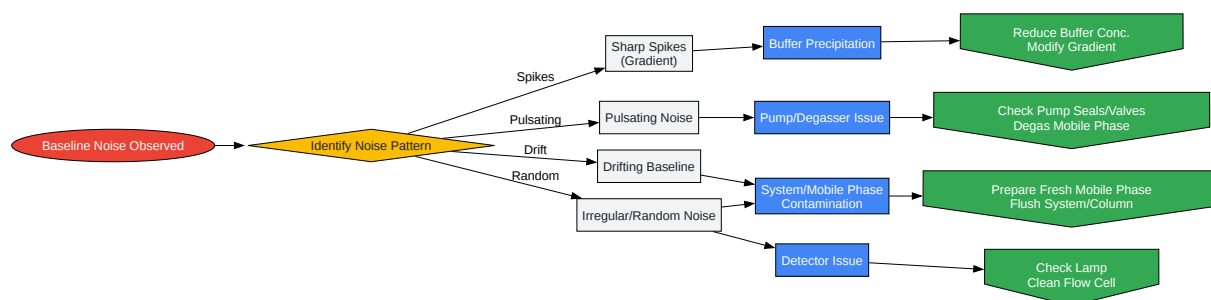 Baseline Noise Observed
Identify Noise Pattern
Spikes
Pulsating
Drift
Random
Sharp Spikes
(Gradient)
Pulsating Noise
Drifting Baseline
Irregular/Random Noise
Buffer Precipitation
Pump/Degasser Issue
System/Mobile Phase
Contamination
Detector Issue
Reduce Buffer Conc.
Modify Gradient
Check Pump Seals/Valves
Degas Mobile Phase
Prepare Fresh Mobile Phase
Flush System/Column
Check Lamp
Clean Flow Cell